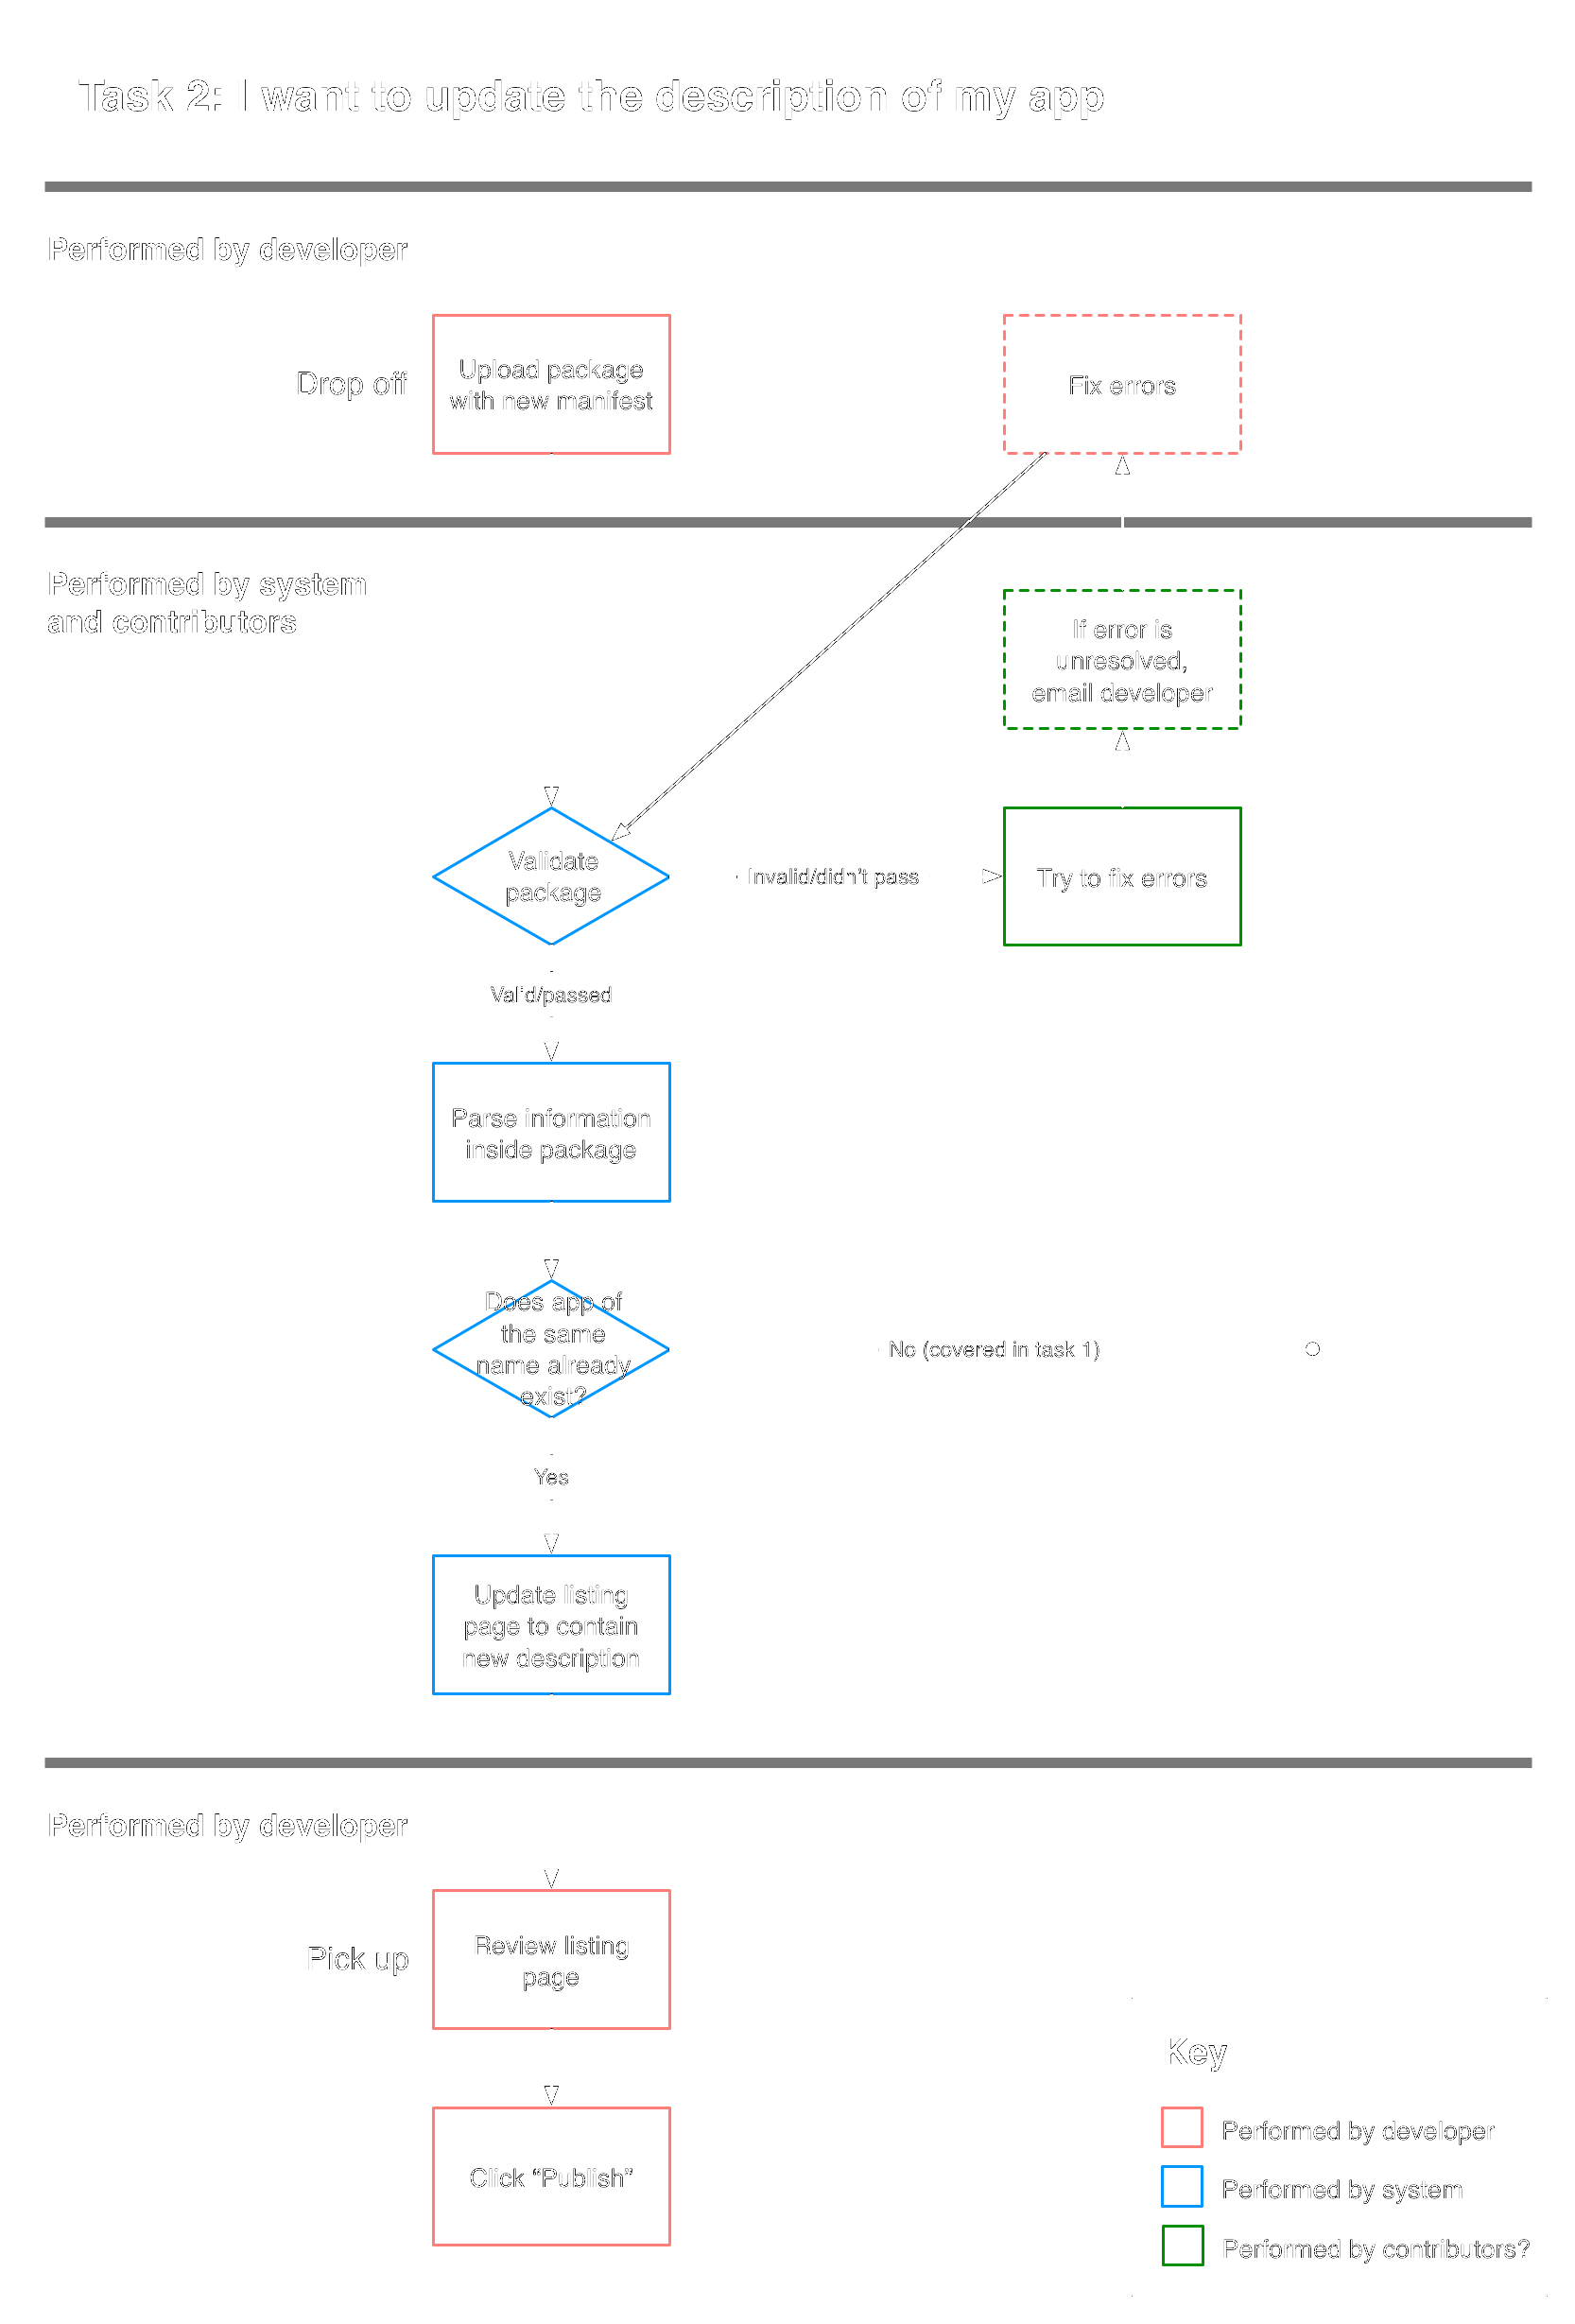 Task 2: I want to update the description of my app
Performed by developer
Drop off
Upload package
with new manifest
Fix errors
Performed by system
and contributors
If error is
unresolved,
email developer
Validate
package
Invalid/didn't pass
Try to fix errors
Valid/passed
Parse information
inside package
Does app of
the same
name already
exist?
No (covered in task 1)
Yes
Update listing
page to contain
new description
Performed by developer
Pick up
Review listing
page
Click “Publish”
Key
Performed by developer
Performed by system
Performed by contributors?